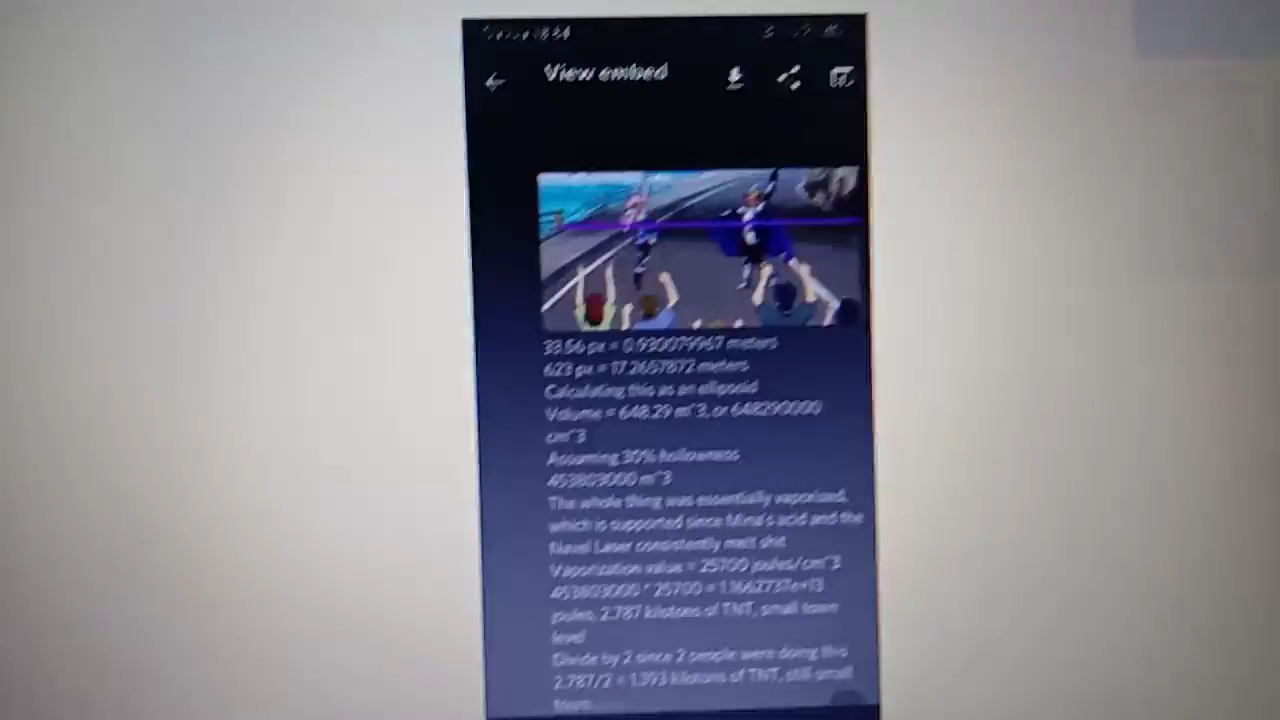 View embed
33.56 px = 0.930079967 meters
623 px = 17.2657872 meters
Calculating this as an ellipsoid
Volume = 648.29 m^3, or 648290000
cm^3
Assuming 30% hollowness
453803000 m^3
The whole thing was essentially vaporized,
which is supported since Mina's acid and the
Navel Laser consistently melt shit
Vaporization value = 25700 joules/cm^3
453803000 * 25700 = 1.1662737e+13
joules, 2.787 kilotons of TNT, small town
level
Divide by 2 since 2 people were doing this
2.787/2 = 1.393 kilotons of TNT, still small
town